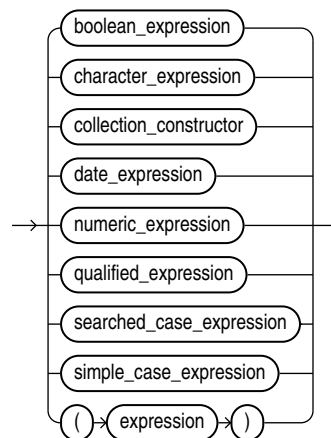 boolean_expression
character_expression
collection_constructor
date_expression
numeric_expression
qualified_expression
searched_case_expression
simple_case_expression
( expression )